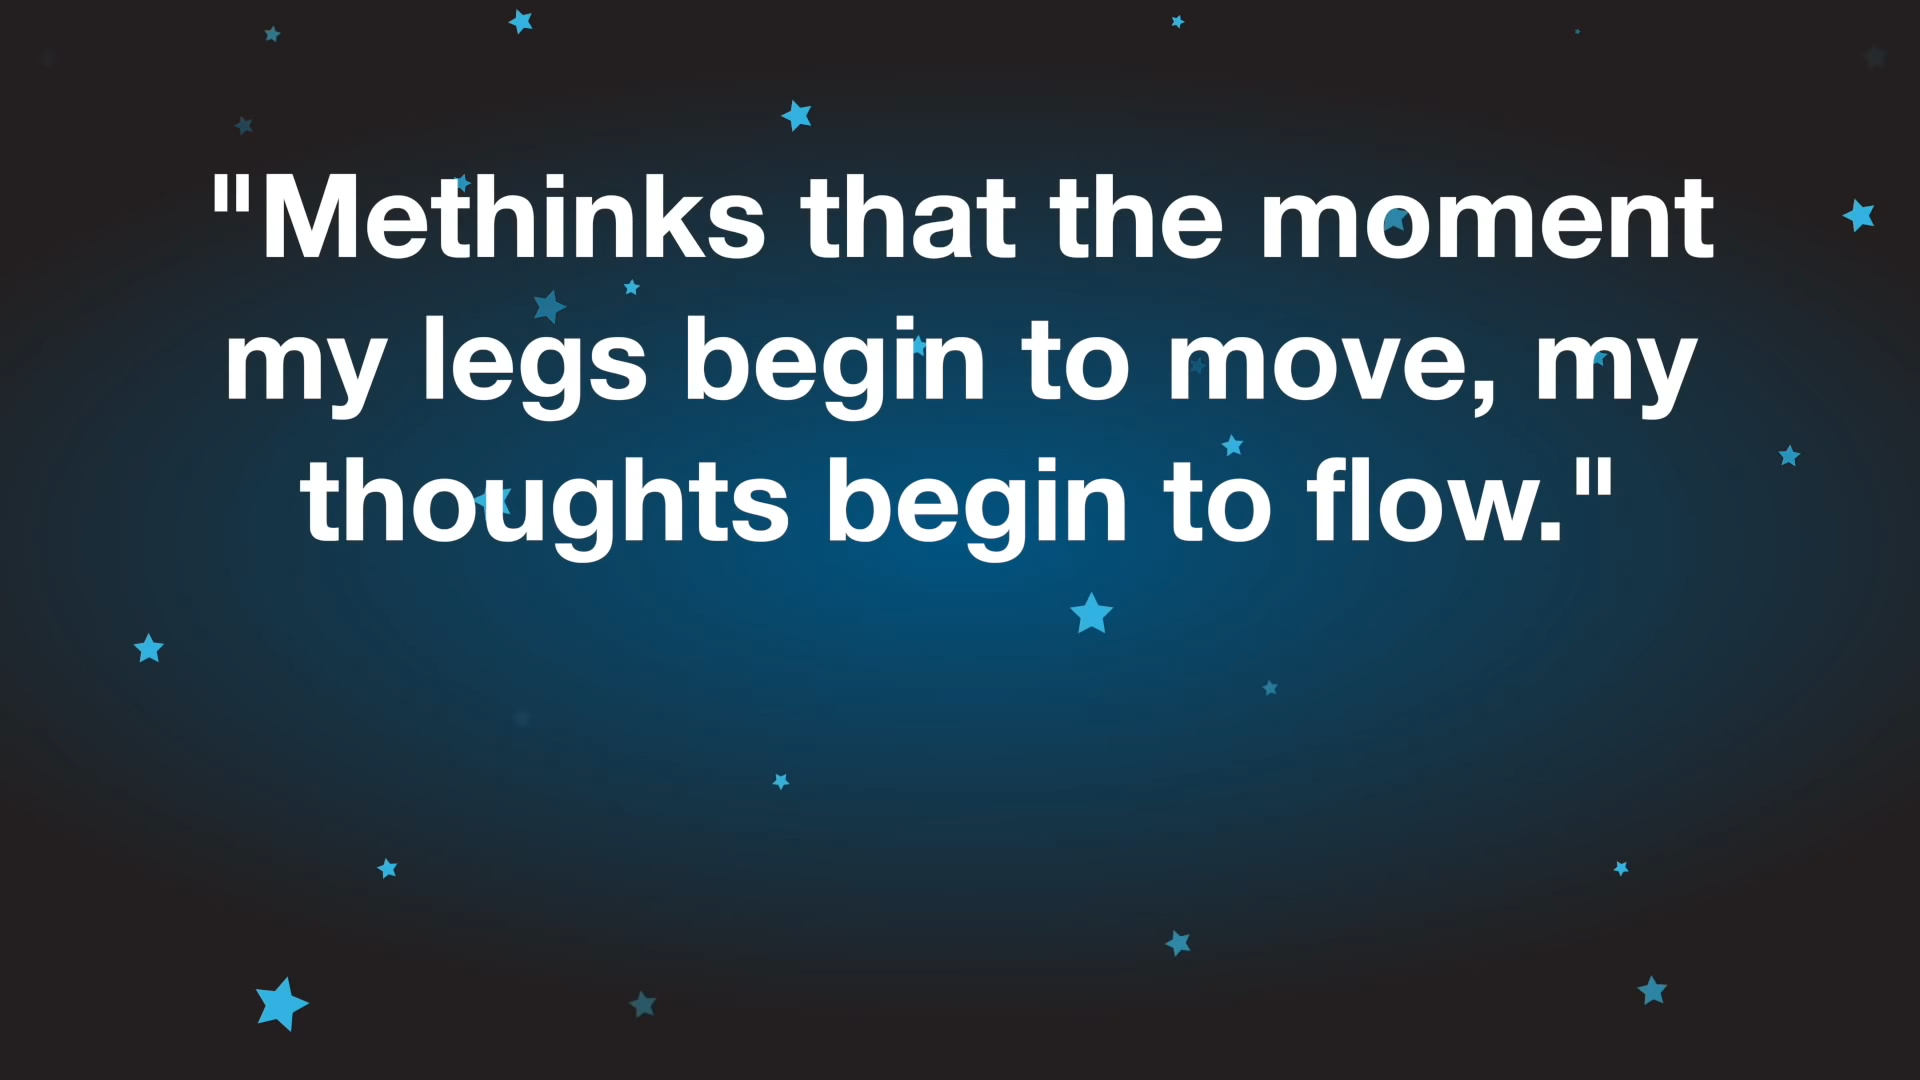 "Methinks that the moment
my legs begin to move, my
thoughts begin to flow."